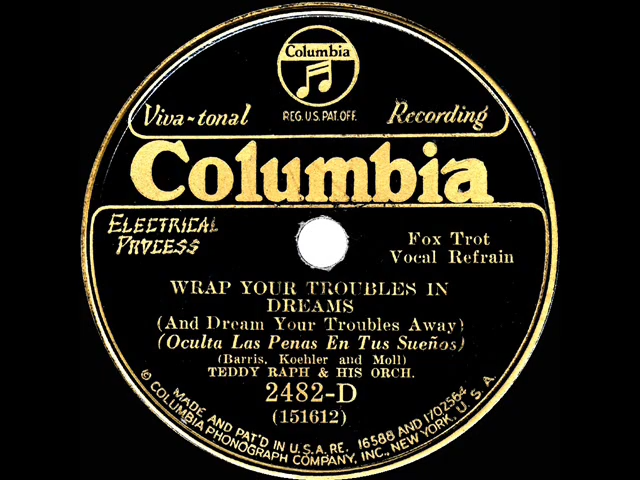 Columbia
Viva-tonal REG. U.S. PAT. OFF. Recording
Columbia
ELECTRICAL
PROCESS
Fox Trot
Vocal Refrain
WRAP YOUR TROUBLES IN
DREAMS
(And Dream Your Troubles Away)
(Oculta Las Penas En Tus Sueños)
(Barris, Koehler and Moll)
TEDDY RAPH & HIS ORCH.
2482-D
(151612)
MADE AND PAT'D IN U.S.A. RE. 16588 AND 1702564
© COLUMBIA PHONOGRAPH COMPANY, INC., NEW YORK, U.S.A.